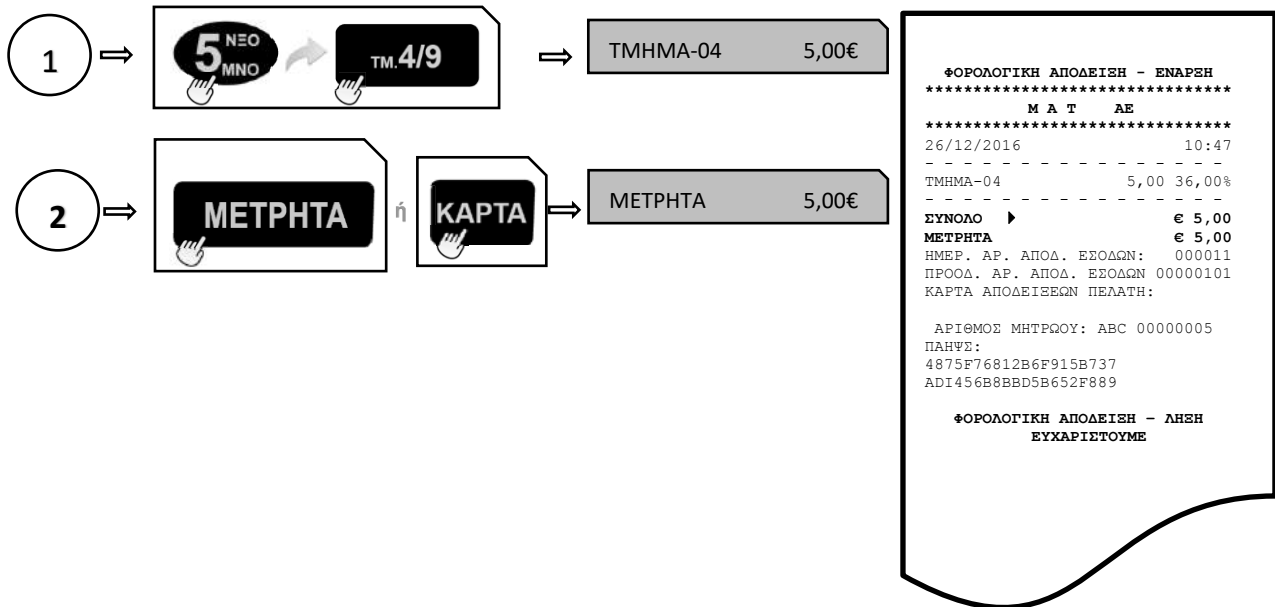 1
5 ΝΞΟ
ΜΝΟ
ΤΜ.4/9
ΤΜΗΜΑ-04 5,00€
2
ΜΕΤΡΗΤΑ
ή
ΚΑΡΤΑ
ΜΕΤΡΗΤΑ 5,00€
ΦΟΡΟΛΟΓΙΚΗ ΑΠΟΔΕΙΞΗ - ΕΝΑΡΞΗ
********************************
Μ Α Τ ΑΕ
********************************
26/12/2016 10:47
- - - - - - - - - - - - - - - -
ΤΜΗΜΑ-04 5,00 36,00%
- - - - - - - - - - - - - - - -
ΣΥΝΟΛΟ € 5,00
ΜΕΤΡΗΤΑ € 5,00
ΗΜΕΡ. ΑΡ. ΑΠΟΔ. ΕΣΟΔΩΝ: 000011
ΠΡΟΟΔ. ΑΡ. ΑΠΟΔ. ΕΣΟΔΩΝ 00000101
ΚΑΡΤΑ ΑΠΟΔΕΙΞΕΩΝ ΠΕΛΑΤΗ:
ΑΡΙΘΜΟΣ ΜΗΤΡΩΟΥ: ABC 00000005
ΠΑΗΨΣ:
4875F76812B6F915B737
ADI456B8BBD5B652F889
ΦΟΡΟΛΟΓΙΚΗ ΑΠΟΔΕΙΞΗ – ΛΗΞΗ
ΕΥΧΑΡΙΣΤΟΥΜΕ